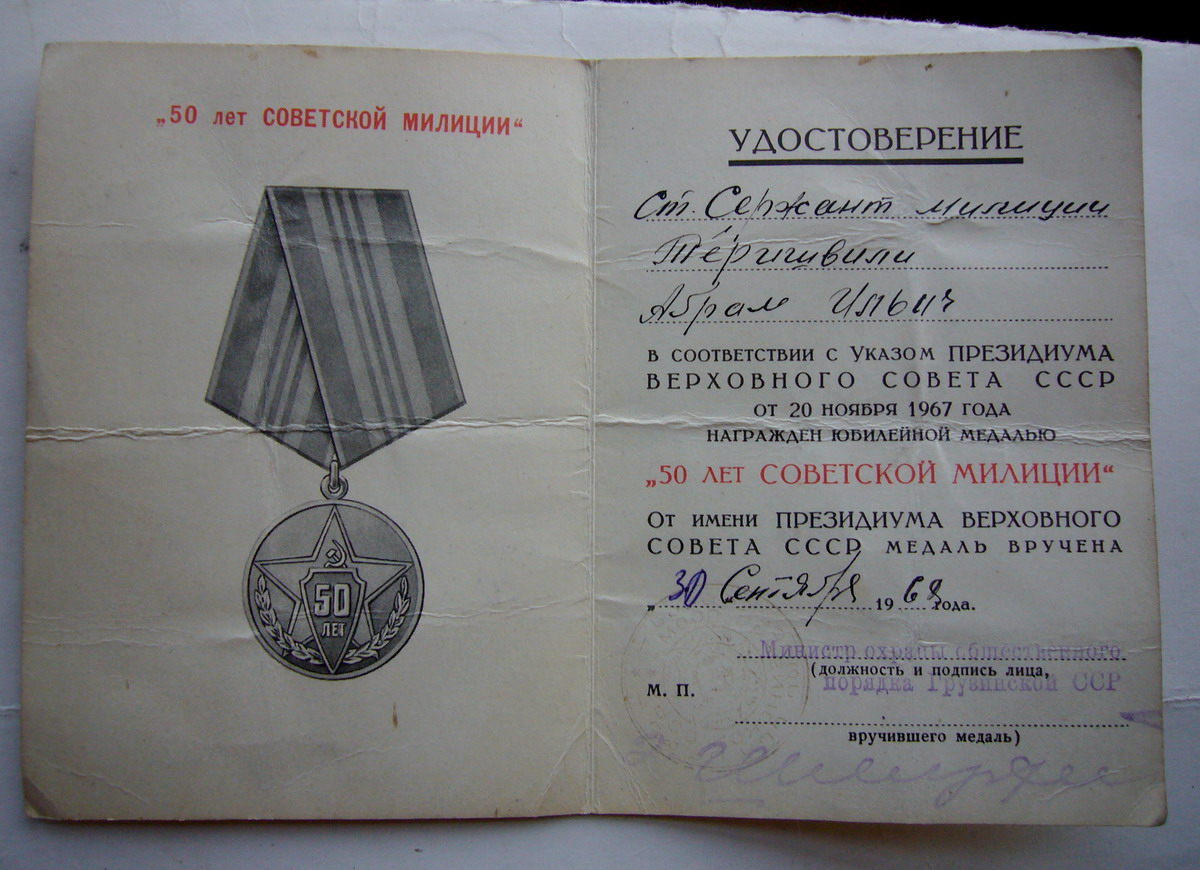 „50 лет СОВЕТСКОЙ МИЛИЦИИ“
50
ЛЕТ
УДОСТОВЕРЕНИЕ
Ст. Сержант милиции
Тёришвили
Абрам Ильич
В СООТВЕТСТВИИ С УКАЗОМ ПРЕЗИДИУМА
ВЕРХОВНОГО СОВЕТА СССР
ОТ 20 НОЯБРЯ 1967 ГОДА
НАГРАЖДЕН ЮБИЛЕЙНОЙ МЕДАЛЬЮ
„50 ЛЕТ СОВЕТСКОЙ МИЛИЦИИ“
ОТ ИМЕНИ ПРЕЗИДИУМА ВЕРХОВНОГО
СОВЕТА СССР МЕДАЛЬ ВРУЧЕНА
„30 Сентября 1968 года.
Министр охраны общественного
(должность и подпись лица,
порядка Грузинской ССР
М. П.
вручившего медаль)